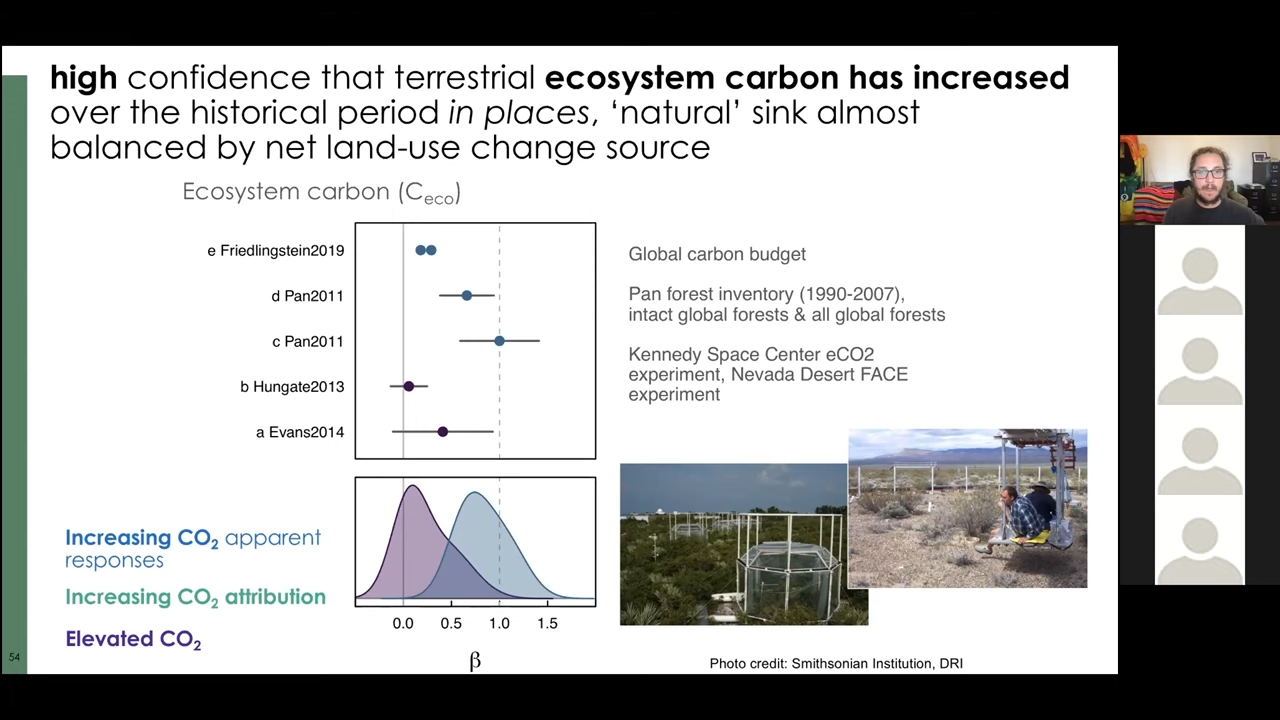 high confidence that terrestrial ecosystem carbon has increased
over the historical period in places, ‘natural’ sink almost
balanced by net land-use change source
Ecosystem carbon (Ceco)
e Friedlingstein2019
d Pan2011
c Pan2011
b Hungate2013
a Evans2014
Global carbon budget
Pan forest inventory (1990-2007),
intact global forests & all global forests
Kennedy Space Center eCO2
experiment, Nevada Desert FACE
experiment
Increasing CO2 apparent
responses
Increasing CO2 attribution
Elevated CO2
0.0 0.5 1.0 1.5
β
Photo credit: Smithsonian Institution, DRI
54